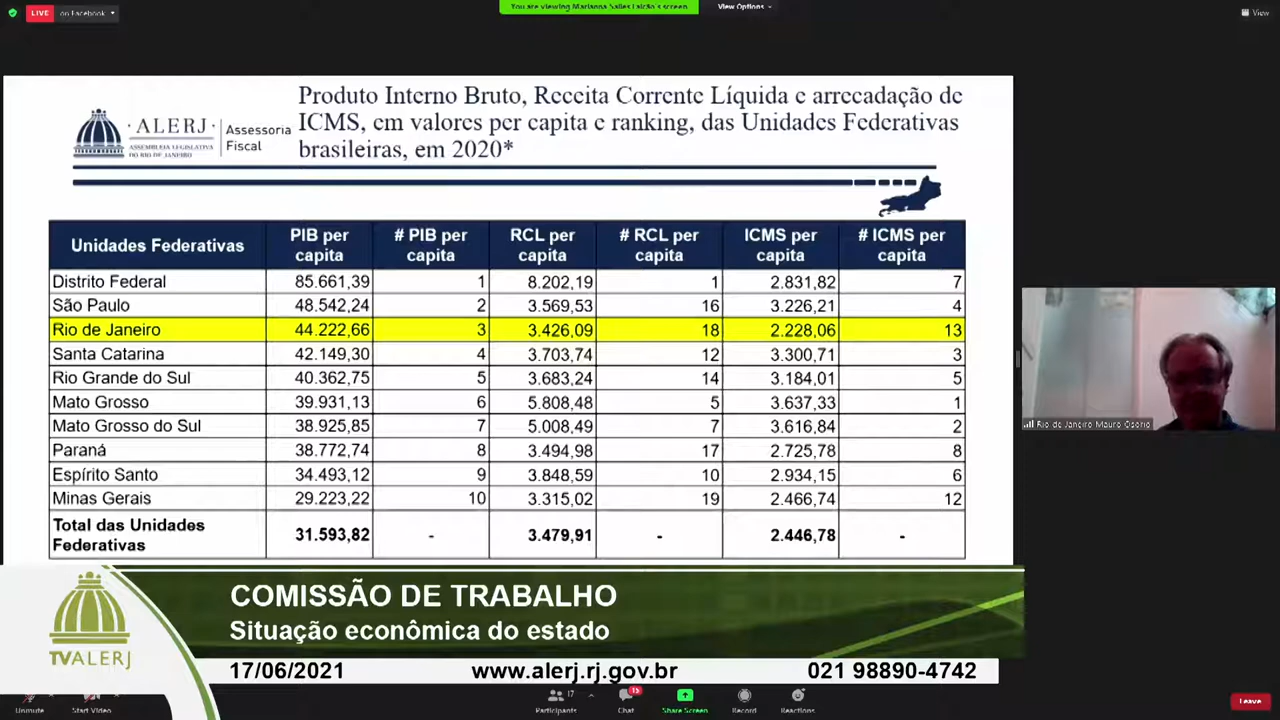 LIVE on Facebook
You are viewing Marianna Salles Falcão's screen View Options
View
ALERJ
ASSEMBLEIA LEGISLATIVA
DO RIO DE JANEIRO
Assessoria
Fiscal
Produto Interno Bruto, Receita Corrente Líquida e arrecadação de
ICMS, em valores per capita e ranking, das Unidades Federativas
brasileiras, em 2020*
Unidades Federativas PIB per capita # PIB per capita RCL per capita # RCL per capita ICMS per capita # ICMS per capita
Distrito Federal 85.661,39 1 8.202,19 1 2.831,82 7
São Paulo 48.542,24 2 3.569,53 16 3.226,21 4
Rio de Janeiro 44.222,66 3 3.426,09 18 2.228,06 13
Santa Catarina 42.149,30 4 3.703,74 12 3.300,71 3
Rio Grande do Sul 40.362,75 5 3.683,24 14 3.184,01 5
Mato Grosso 39.931,13 6 5.808,48 5 3.637,33 1
Mato Grosso do Sul 38.925,85 7 5.008,49 7 3.616,84 2
Paraná 38.772,74 8 3.494,98 17 2.725,78 8
Espírito Santo 34.493,12 9 3.848,59 10 2.934,15 6
Minas Gerais 29.223,22 10 3.315,02 19 2.466,74 12
Total das Unidades Federativas 31.593,82 - 3.479,91 - 2.446,78 -
Rio de Janeiro Mauro Osorio
COMISSÃO DE TRABALHO
Situação econômica do estado
TVALERJ
17/06/2021 www.alerj.rj.gov.br 021 98890-4742
Unmute Start Video Participants 17 Chat 15 Share Screen Record Reactions Leave